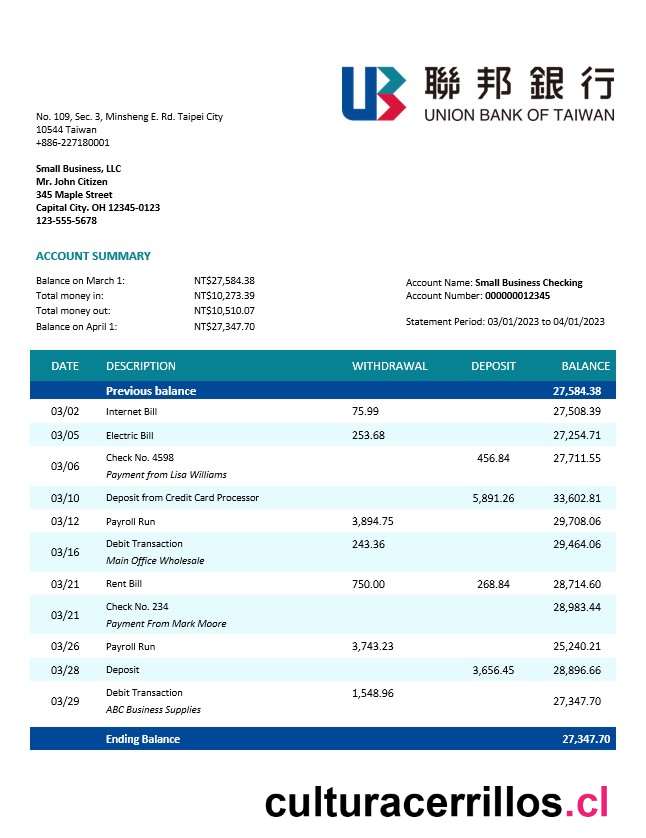 聯邦銀行
UNION BANK OF TAIWAN
No. 109, Sec. 3, Minsheng E. Rd. Taipei City
10544 Taiwan
+886-227180001
Small Business, LLC
Mr. John Citizen
345 Maple Street
Capital City. OH 12345-0123
123-555-5678
ACCOUNT SUMMARY
Balance on March 1: NT$27,584.38
Total money in: NT$10,273.39
Total money out: NT$10,510.07
Balance on April 1: NT$27,347.70
Account Name: Small Business Checking
Account Number: 000000012345
Statement Period: 03/01/2023 to 04/01/2023
DATE DESCRIPTION WITHDRAWAL DEPOSIT BALANCE
Previous balance 27,584.38
03/02 Internet Bill 75.99 27,508.39
03/05 Electric Bill 253.68 27,254.71
03/06 Check No. 4598 456.84 27,711.55
Payment from Lisa Williams
03/10 Deposit from Credit Card Processor 5,891.26 33,602.81
03/12 Payroll Run 3,894.75 29,708.06
03/16 Debit Transaction 243.36 29,464.06
Main Office Wholesale
03/21 Rent Bill 750.00 268.84 28,714.60
03/21 Check No. 234 28,983.44
Payment From Mark Moore
03/26 Payroll Run 3,743.23 25,240.21
03/28 Deposit 3,656.45 28,896.66
03/29 Debit Transaction 1,548.96 27,347.70
ABC Business Supplies
Ending Balance 27,347.70
culturacerrillos.cl